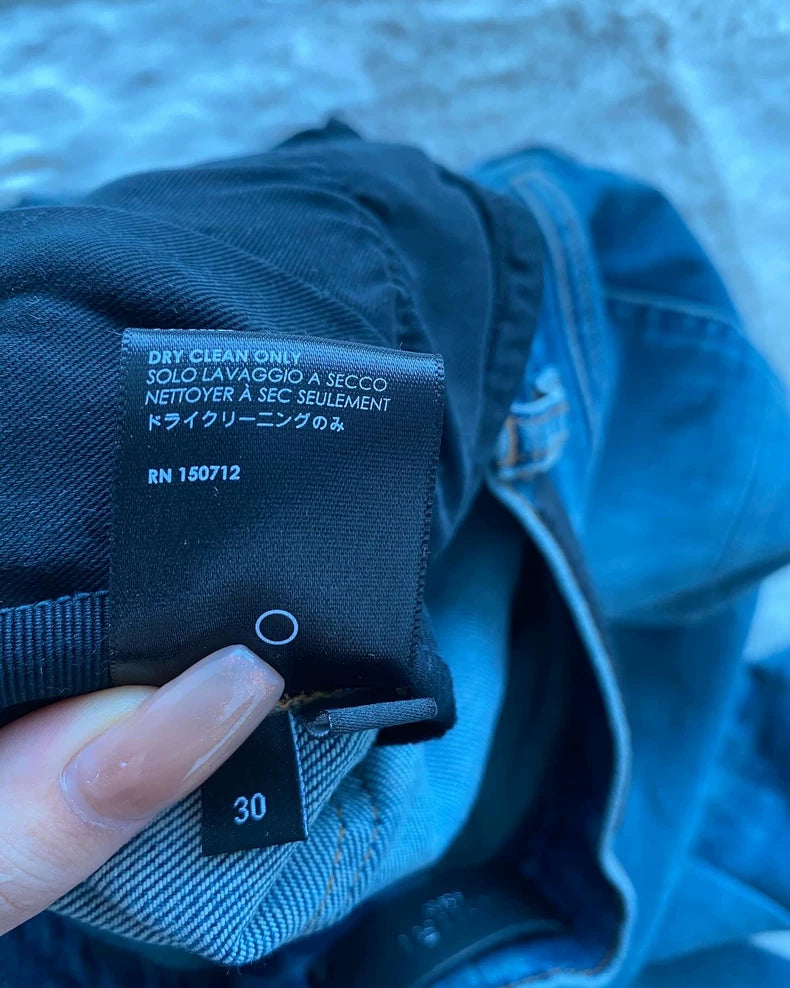 DRY CLEAN ONLY
SOLO LAVAGGIO A SECCO
NETTOYER À SEC SEULEMENT
ドライクリーニングのみ
RN 150712
30